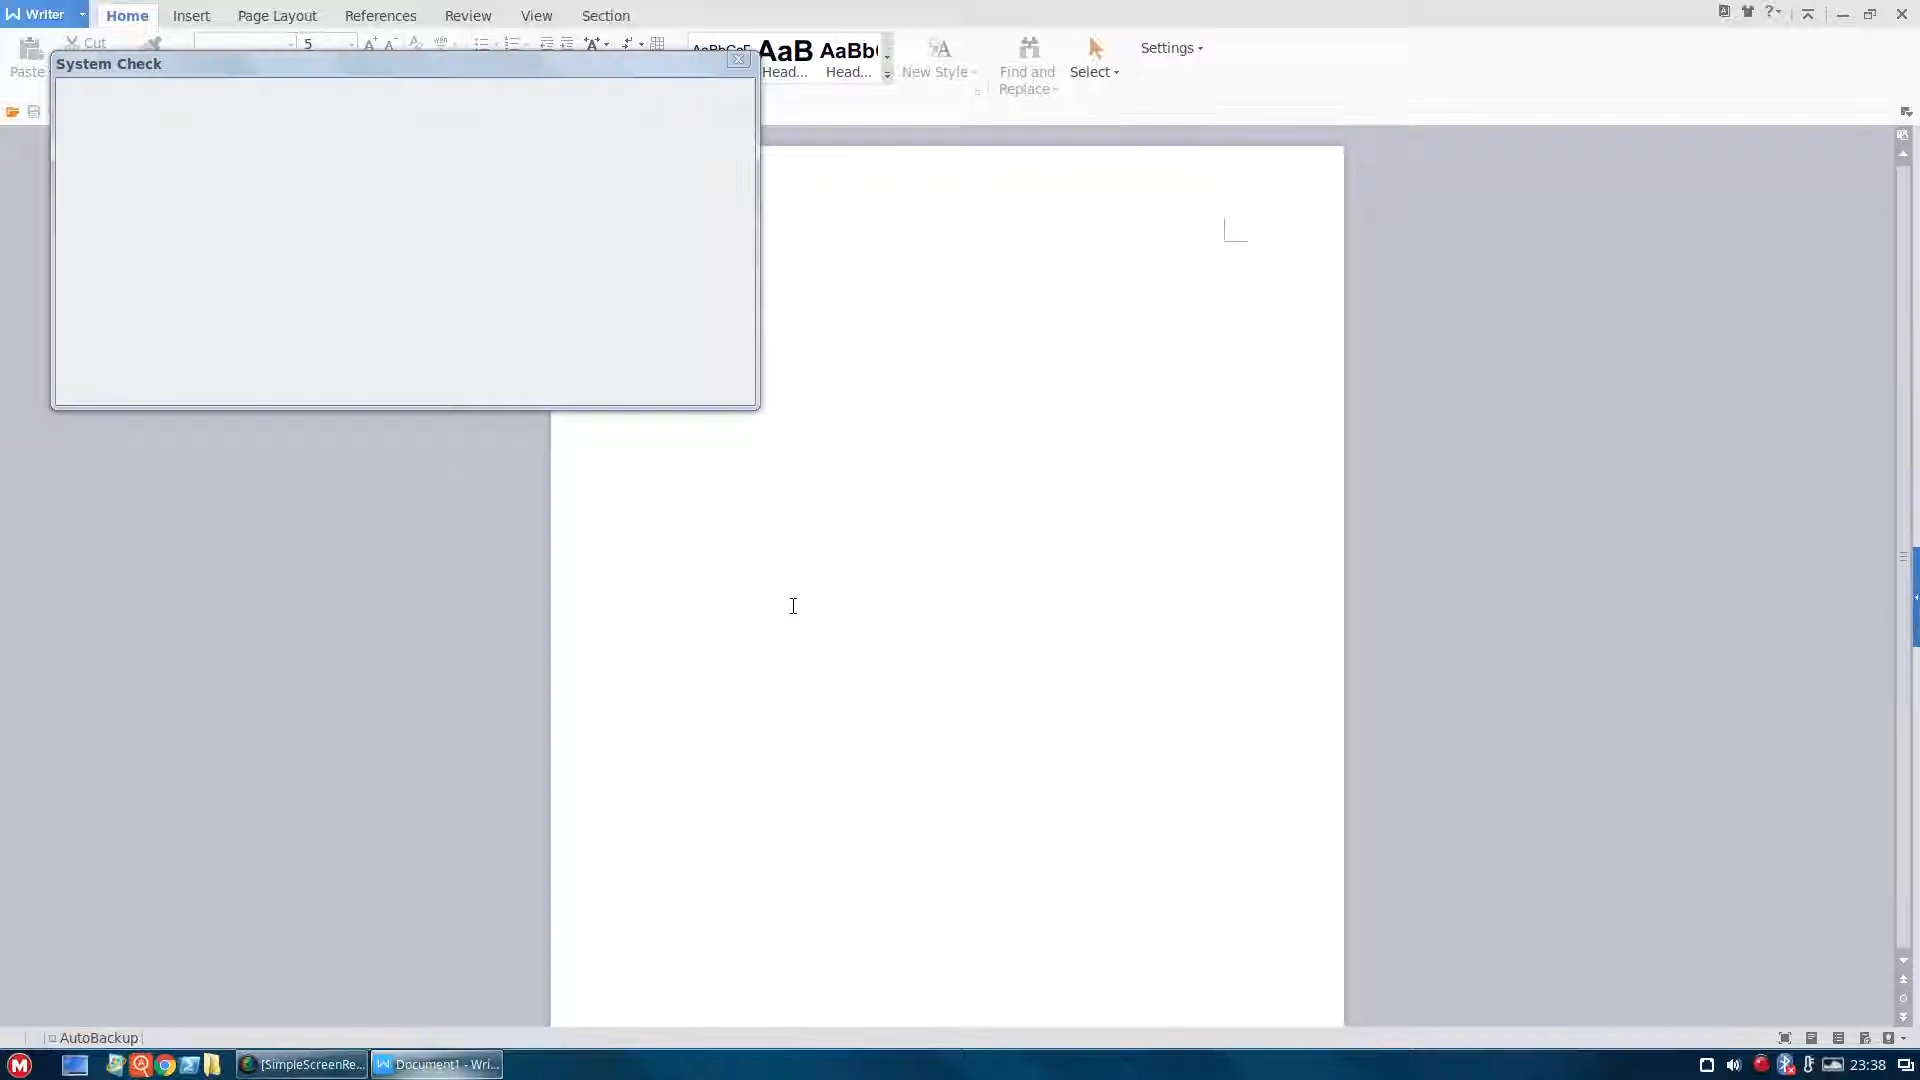 Writer Home Insert Page Layout References Review View Section
Cut 5
Paste
System Check
AaBbCcF AaB AaBb(
Head... Head... New Style Find and Replace Select Settings
AutoBackup
[SimpleScreenRe... Document1 - Wri... 23:38